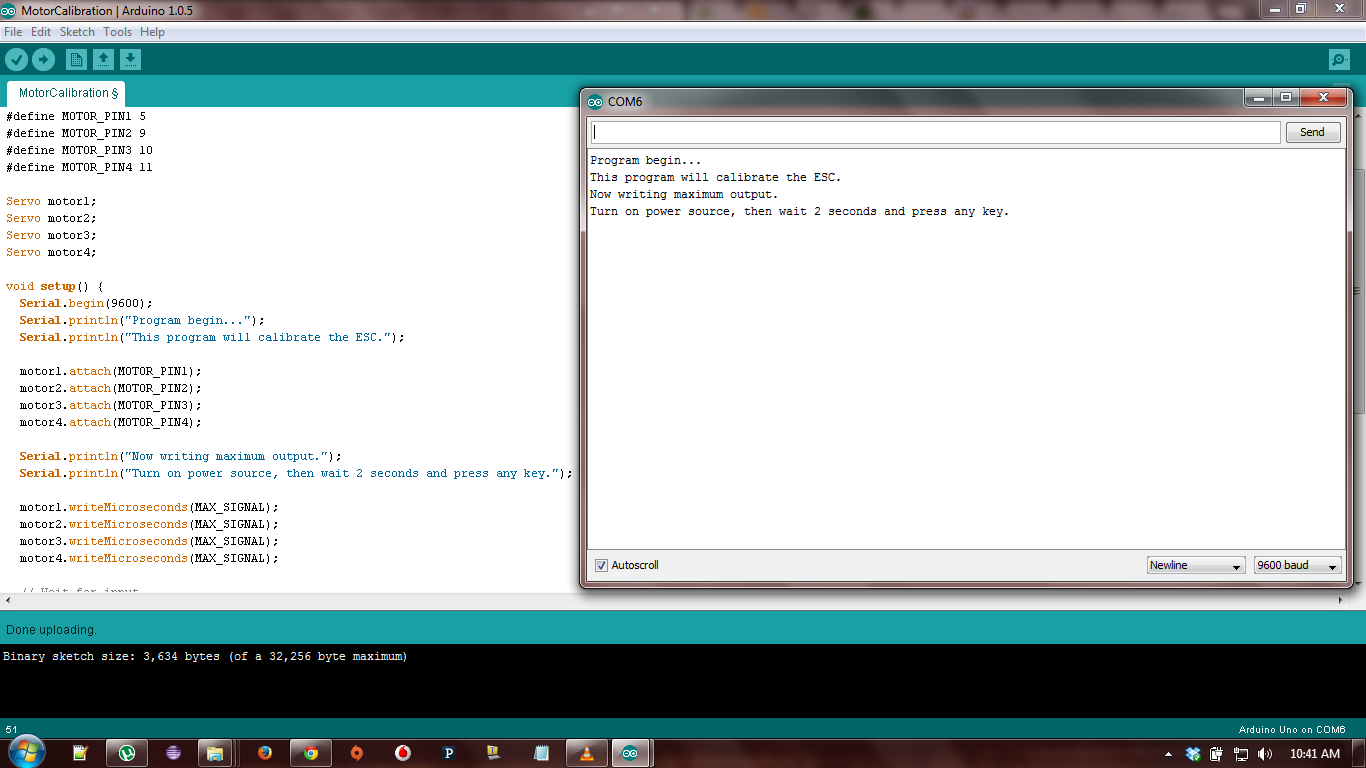 MotorCalibration | Arduino 1.0.5
File Edit Sketch Tools Help
MotorCalibration §
#define MOTOR_PIN1 5
#define MOTOR_PIN2 9
#define MOTOR_PIN3 10
#define MOTOR_PIN4 11
Servo motor1;
Servo motor2;
Servo motor3;
Servo motor4;
void setup() {
Serial.begin(9600);
Serial.println("Program begin...");
Serial.println("This program will calibrate the ESC.");
motor1.attach(MOTOR_PIN1);
motor2.attach(MOTOR_PIN2);
motor3.attach(MOTOR_PIN3);
motor4.attach(MOTOR_PIN4);
Serial.println("Now writing maximum output.");
Serial.println("Turn on power source, then wait 2 seconds and press any key.");
motor1.writeMicroseconds(MAX_SIGNAL);
motor2.writeMicroseconds(MAX_SIGNAL);
motor3.writeMicroseconds(MAX_SIGNAL);
motor4.writeMicroseconds(MAX_SIGNAL);
// Wait for input
COM6
Send
Program begin...
This program will calibrate the ESC.
Now writing maximum output.
Turn on power source, then wait 2 seconds and press any key.
Autoscroll
Newline
9600 baud
Done uploading.
Binary sketch size: 3,634 bytes (of a 32,256 byte maximum)
51
Arduino Uno on COM6
P
10:41 AM